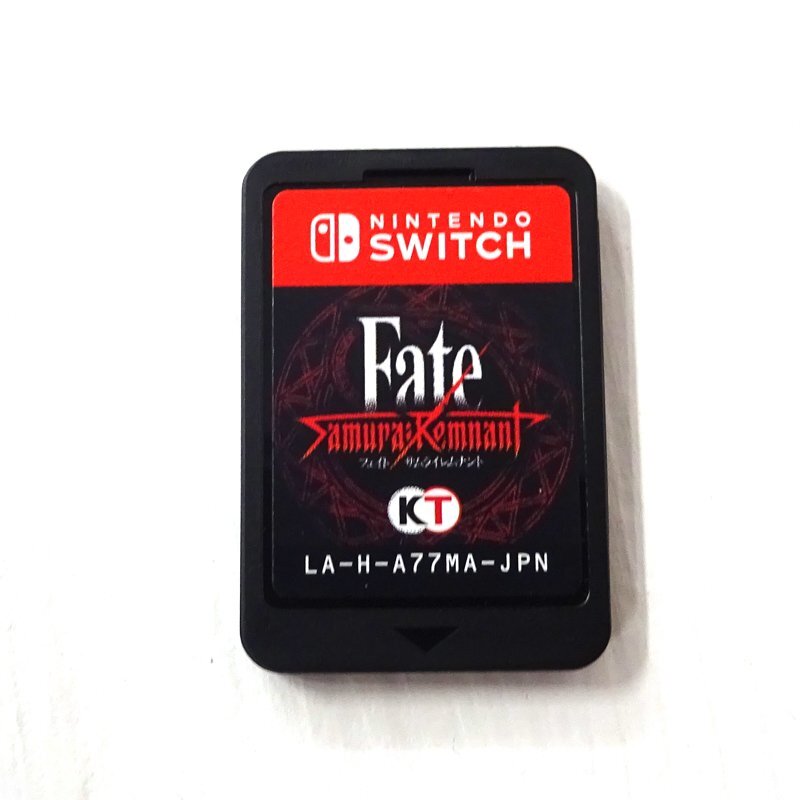 NINTENDO
SWITCH
Fate
Samurai Remnant
フェイト/サムライレムナント
KT
LA-H-A77MA-JPN